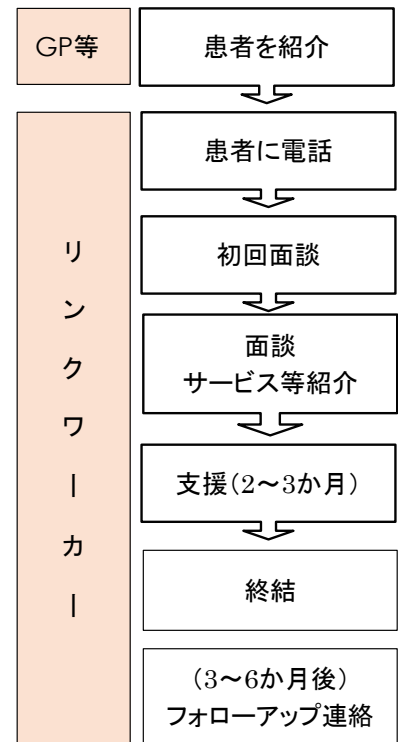 GP等
患者を紹介
リンクワーカー
患者に電話
初回面談
面談
サービス等紹介
支援(2～3か月)
終結
(3～6か月後)
フォローアップ連絡